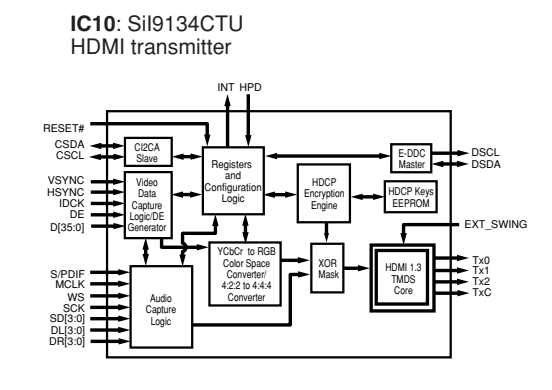 IC10: SiI9134CTU
HDMI transmitter
INT HPD
RESET#
CSDA
CSCL
CI2CA
Slave
Registers
and
Configuration
Logic
E-DDC
Master
DSCL
DSDA
VSYNC
HSYNC
IDCK
DE
D[35:0]
Video
Data
Capture
Logic/DE
Generator
HDCP
Encryption
Engine
HDCP Keys
EEPROM
EXT_SWING
YCbCr to RGB
Color Space
Converter/
4:2:2 to 4:4:4
Converter
XOR
Mask
HDMI 1.3
TMDS
Core
Tx0
Tx1
Tx2
TxC
S/PDIF
MCLK
WS
SCK
SD[3:0]
DL[3:0]
DR[3:0]
Audio
Capture
Logic